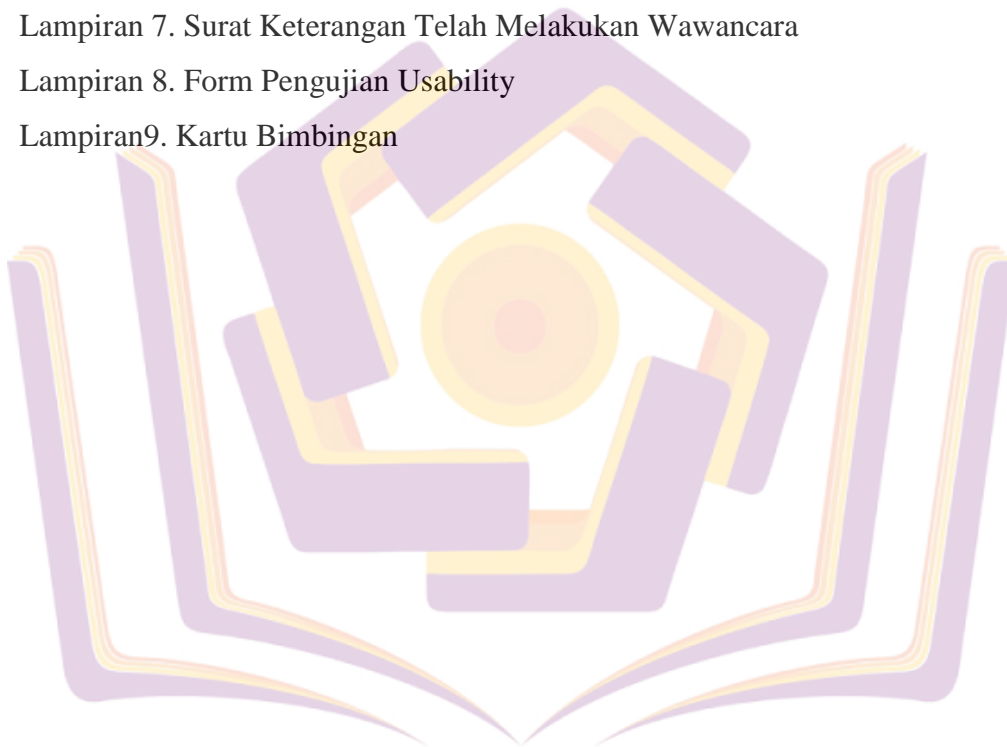 Lampiran 7. Surat Keterangan Telah Melakukan Wawancara
Lampiran 8. Form Pengujian Usability
Lampiran9. Kartu Bimbingan